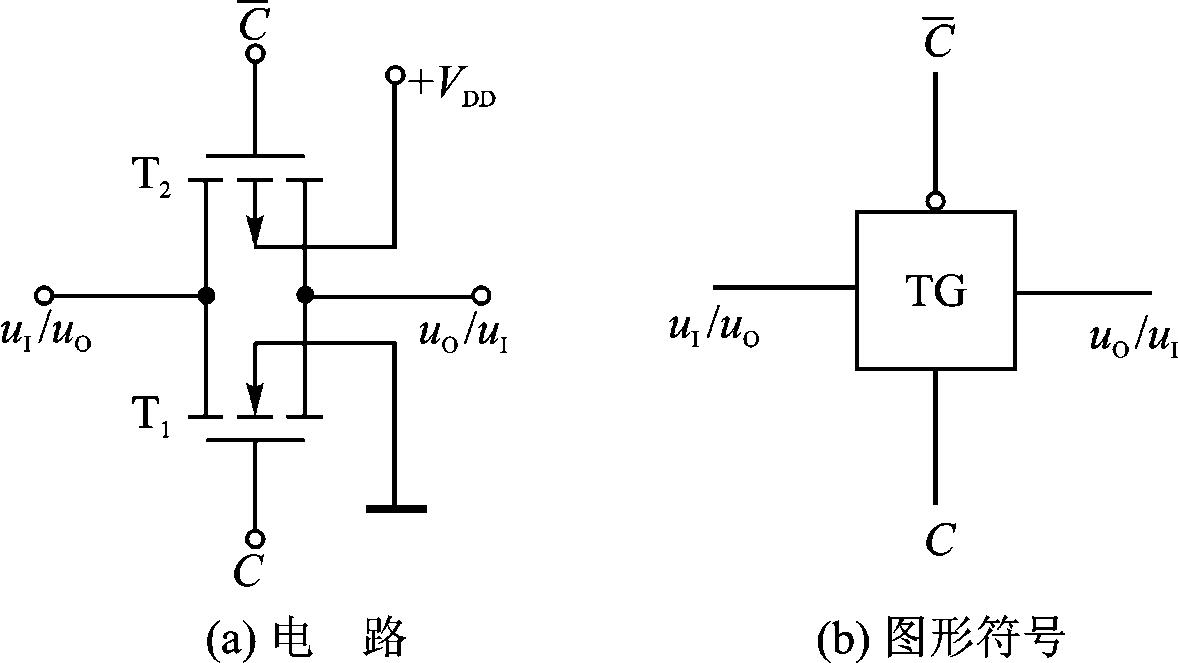 C̅
+V_DD
T₂
u_I/u_O
u_O/u_I
T₁
C
(a) 电 路
C̅
TG
u_I/u_O
u_O/u_I
C
(b) 图形符号